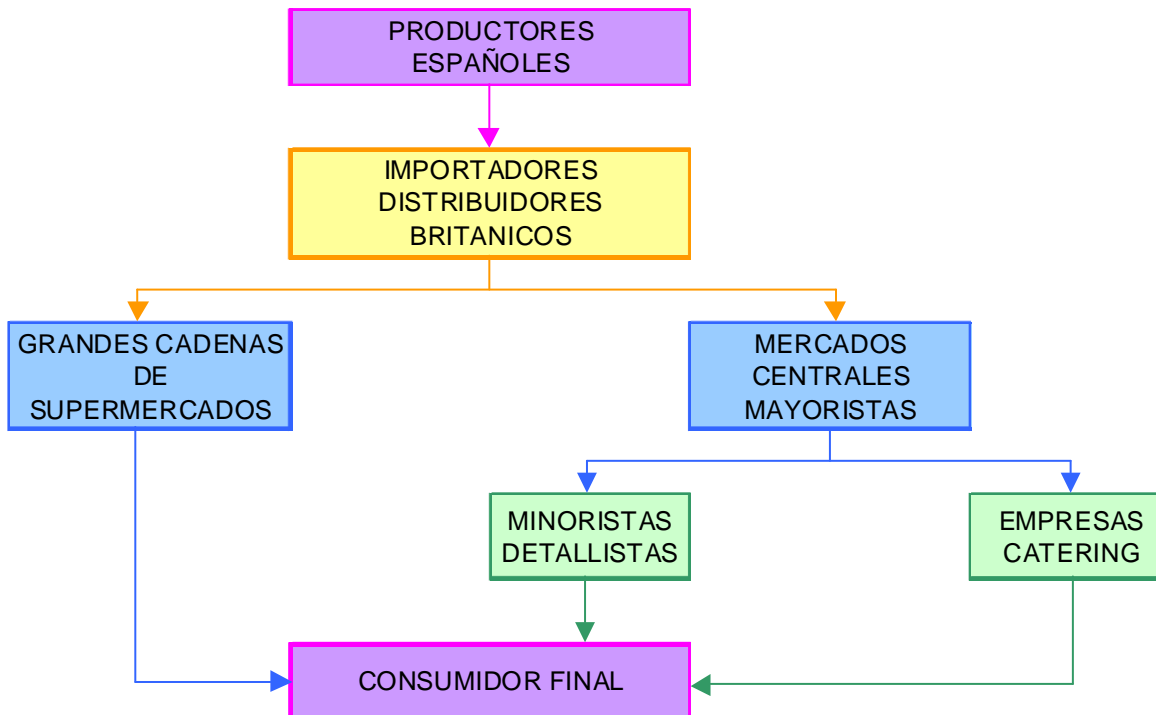 PRODUCTORES
ESPAÑOLES
IMPORTADORES
DISTRIBUIDORES
BRITANICOS
GRANDES CADENAS
DE
SUPERMERCADOS
MERCADOS
CENTRALES
MAYORISTAS
MINORISTAS
DETALLISTAS
EMPRESAS
CATERING
CONSUMIDOR FINAL